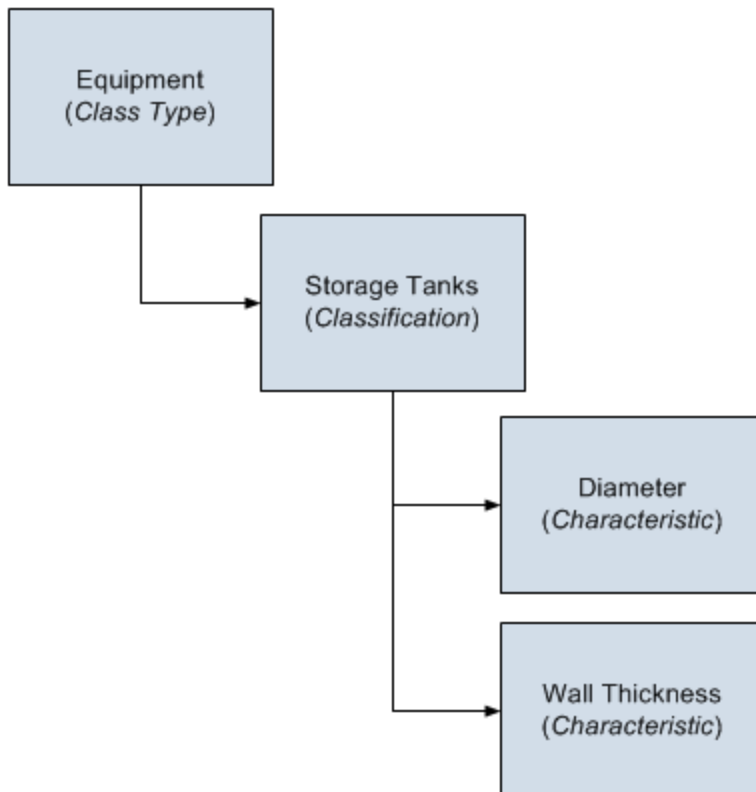 Equipment
(Class Type)
Storage Tanks
(Classification)
Diameter
(Characteristic)
Wall Thickness
(Characteristic)